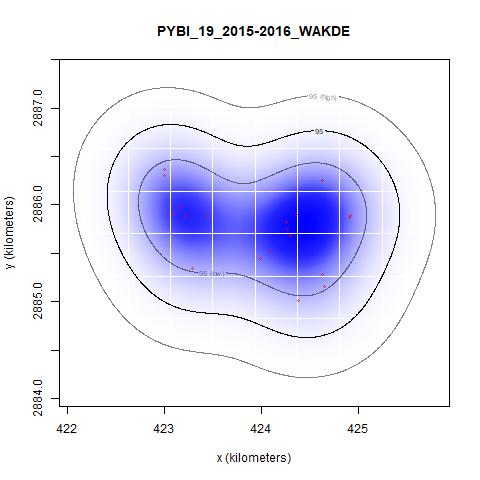 PYBI_19_2015-2016_WAKDE
95 (high)
95
95 (low)
2887.0
2886.0
2885.0
2884.0
y (kilometers)
422 423 424 425
x (kilometers)